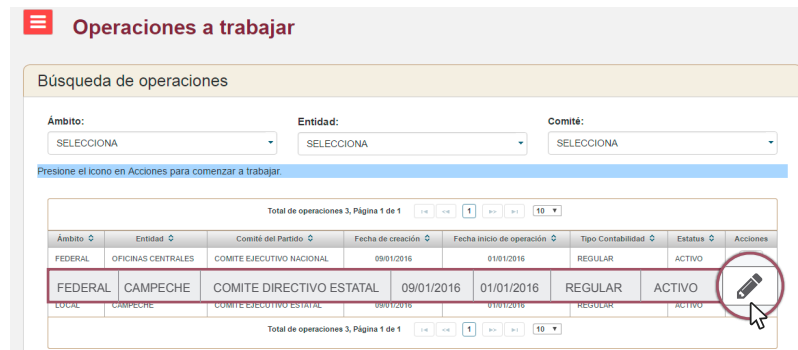 Operaciones a trabajar
Búsqueda de operaciones
Ámbito: Entidad: Comité:
SELECCIONA SELECCIONA SELECCIONA
Presione el icono en Acciones para comenzar a trabajar.
Total de operaciones 3, Página 1 de 1 1 10
Ámbito Entidad Comité del Partido Fecha de creación Fecha inicio de operación Tipo Contabilidad Estatus Acciones
FEDERAL OFICINAS CENTRALES COMITE EJECUTIVO NACIONAL 09/01/2016 01/01/2016 REGULAR ACTIVO
FEDERAL CAMPECHE COMITE DIRECTIVO ESTATAL 09/01/2016 01/01/2016 REGULAR ACTIVO
LOCAL CAMPECHE COMITE EJECUTIVO ESTATAL 09/01/2016 01/01/2016 REGULAR ACTIVO
Total de operaciones 3, Página 1 de 1 1 10